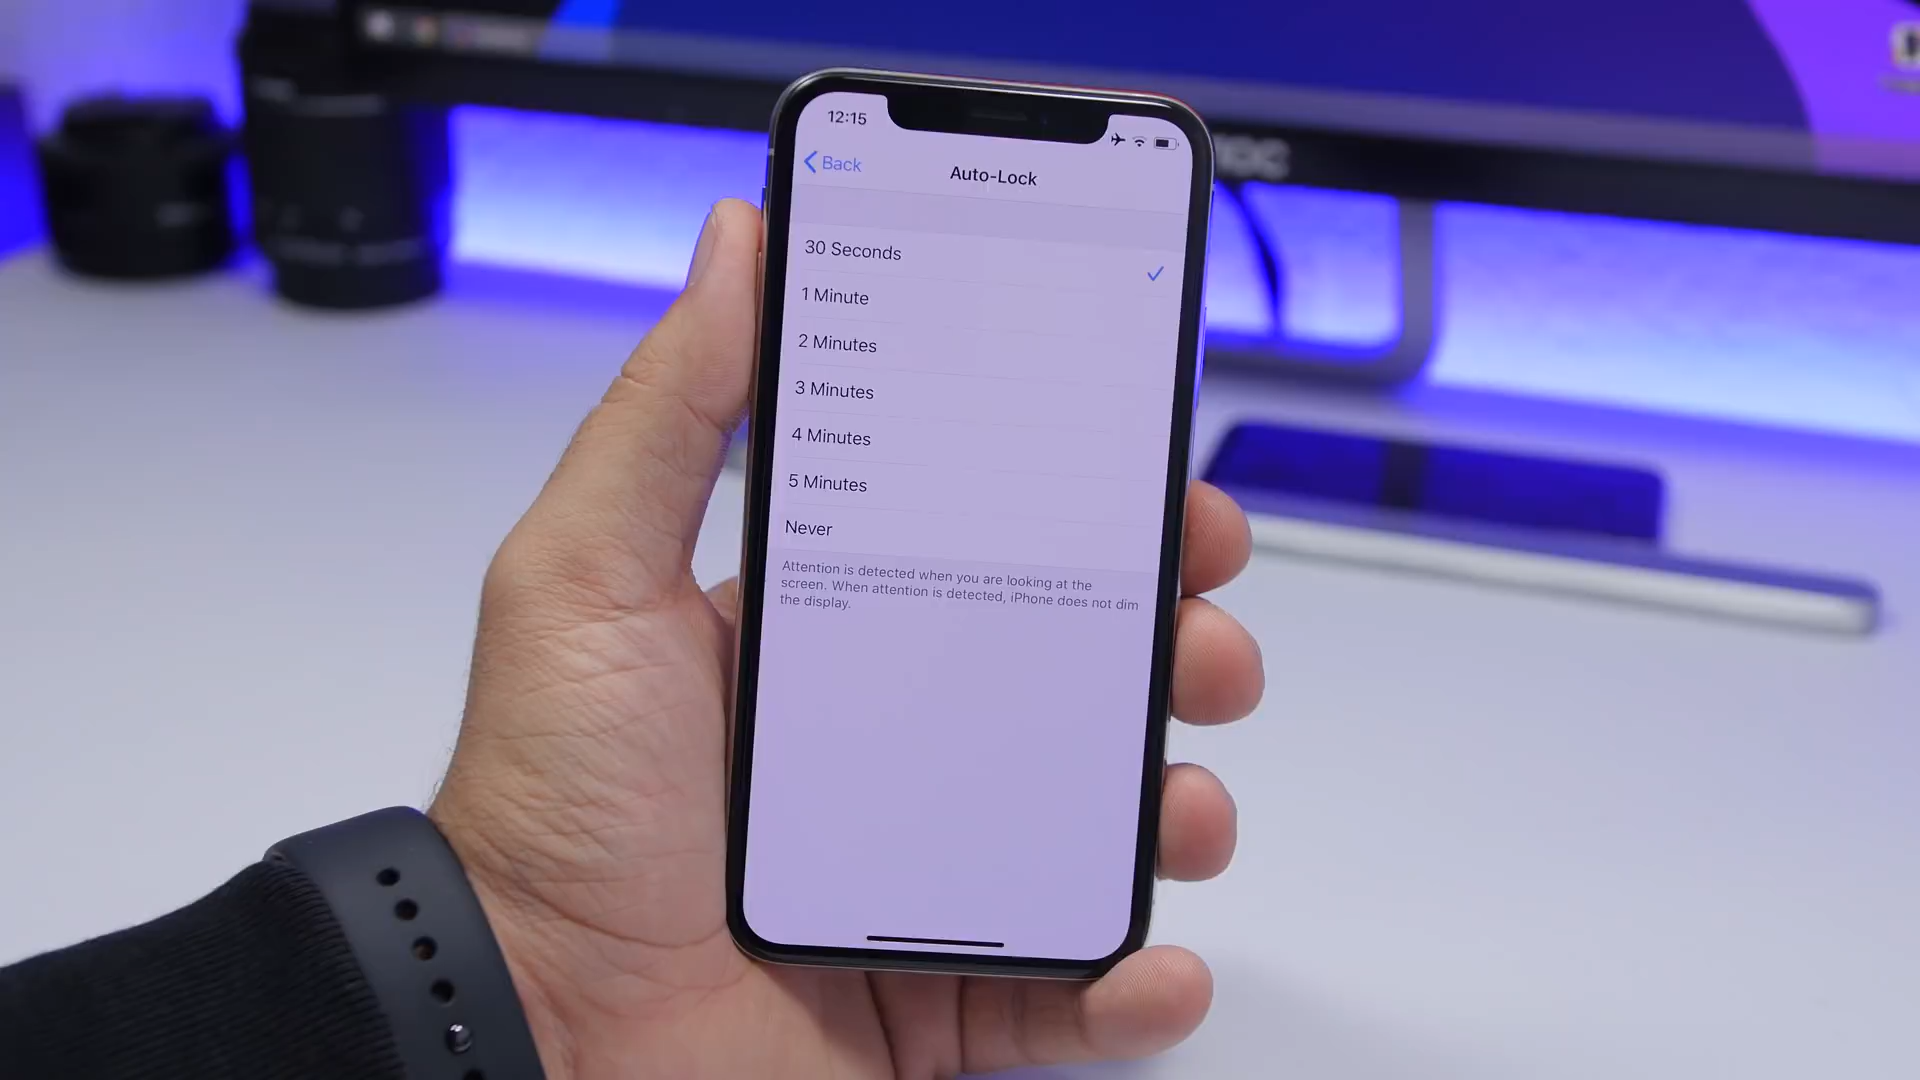 12:15
Back
Auto-Lock
30 Seconds
1 Minute
2 Minutes
3 Minutes
4 Minutes
5 Minutes
Never
Attention is detected when you are looking at the
screen. When attention is detected, iPhone does not dim
the display.